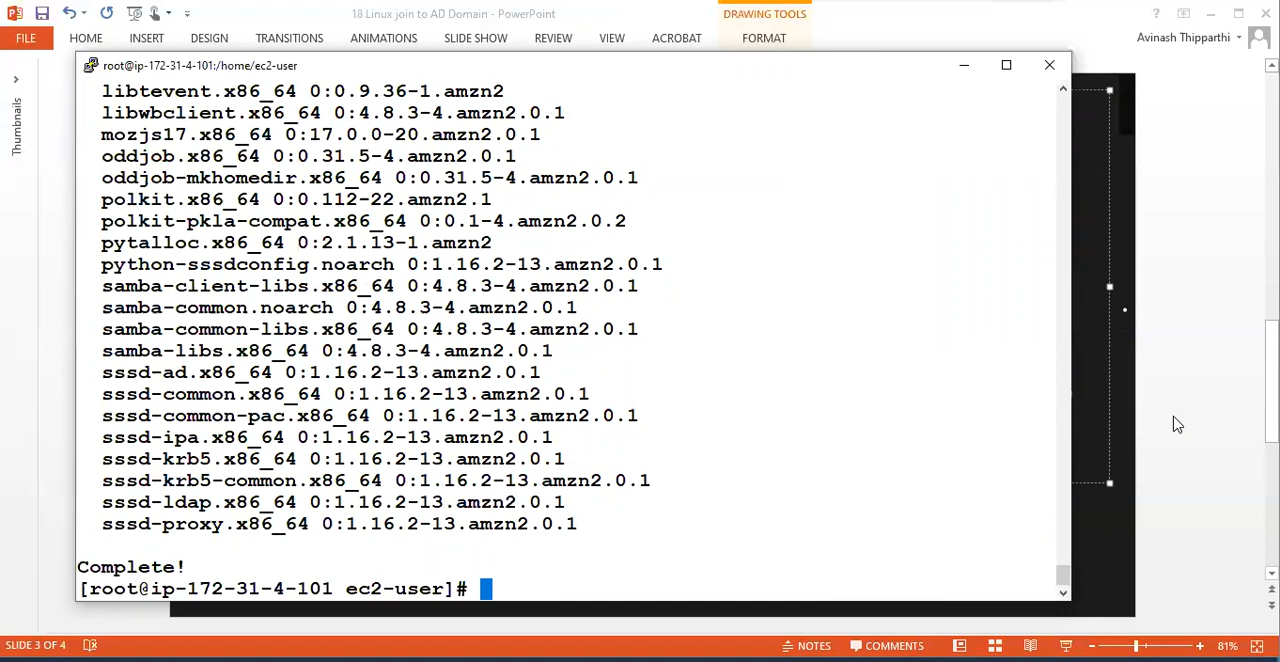 18 Linux join to AD Domain - PowerPoint
DRAWING TOOLS
?
FILE
HOME
INSERT
DESIGN
TRANSITIONS
ANIMATIONS
SLIDE SHOW
REVIEW
VIEW
ACROBAT
FORMAT
Avinash Thipparthi
Thumbnails
root@ip-172-31-4-101:/home/ec2-user
libtevent.x86_64 0:0.9.36-1.amzn2
libwbclient.x86_64 0:4.8.3-4.amzn2.0.1
mozjs17.x86_64 0:17.0.0-20.amzn2.0.1
oddjob.x86_64 0:0.31.5-4.amzn2.0.1
oddjob-mkhomedir.x86_64 0:0.31.5-4.amzn2.0.1
polkit.x86_64 0:0.112-22.amzn2.1
polkit-pkla-compat.x86_64 0:0.1-4.amzn2.0.2
pytalloc.x86_64 0:2.1.13-1.amzn2
python-sssdconfig.noarch 0:1.16.2-13.amzn2.0.1
samba-client-libs.x86_64 0:4.8.3-4.amzn2.0.1
samba-common.noarch 0:4.8.3-4.amzn2.0.1
samba-common-libs.x86_64 0:4.8.3-4.amzn2.0.1
samba-libs.x86_64 0:4.8.3-4.amzn2.0.1
sssd-ad.x86_64 0:1.16.2-13.amzn2.0.1
sssd-common.x86_64 0:1.16.2-13.amzn2.0.1
sssd-common-pac.x86_64 0:1.16.2-13.amzn2.0.1
sssd-ipa.x86_64 0:1.16.2-13.amzn2.0.1
sssd-krb5.x86_64 0:1.16.2-13.amzn2.0.1
sssd-krb5-common.x86_64 0:1.16.2-13.amzn2.0.1
sssd-ldap.x86_64 0:1.16.2-13.amzn2.0.1
sssd-proxy.x86_64 0:1.16.2-13.amzn2.0.1
Complete!
[root@ip-172-31-4-101 ec2-user]#
SLIDE 3 OF 4
NOTES
COMMENTS
81%